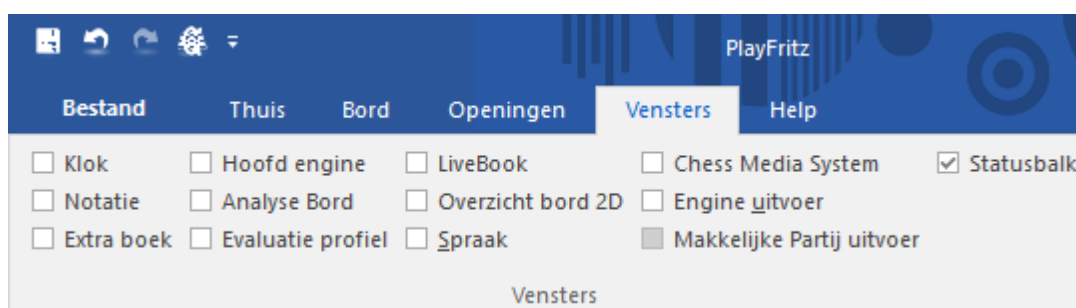 PlayFritz
Bestand Thuis Bord Openingen Vensters Help
Klok Hoofd engine LiveBook Chess Media System Statusbalk
Notatie Analyse Bord Overzicht bord 2D Engine uitvoer
Extra boek Evaluatie profiel Spraak Makkelijke Partij uitvoer
Vensters